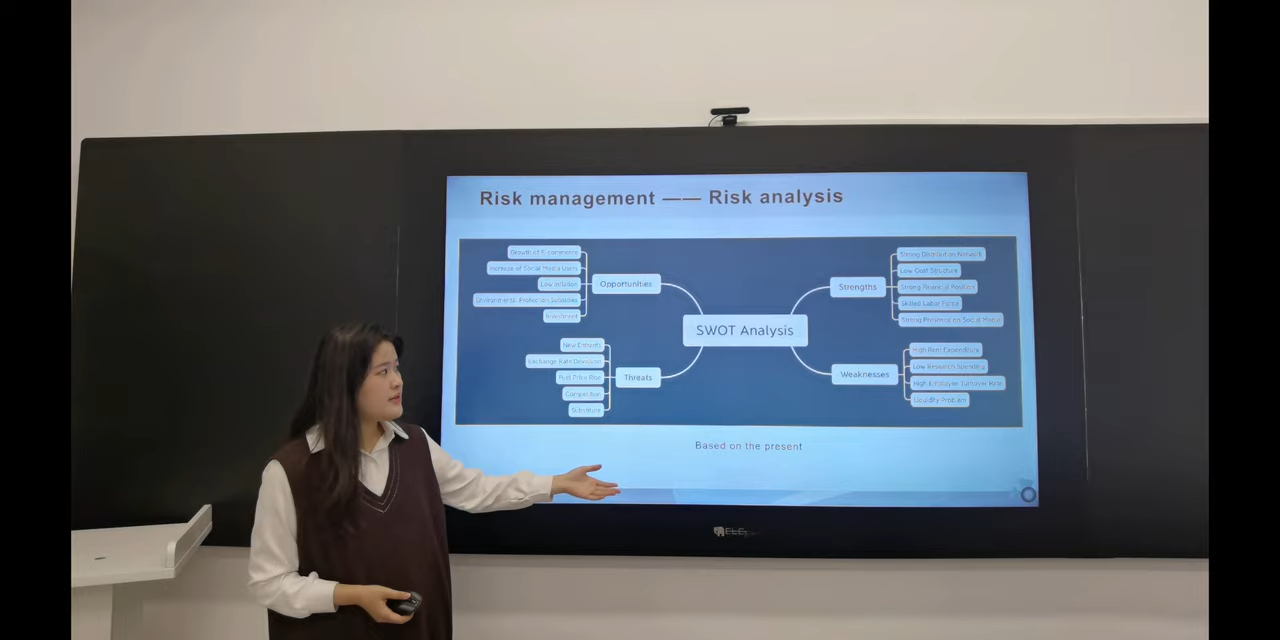 Risk management —— Risk analysis
Growth of E-commerce
Increase of Social Media Users
Low Inflation
Environmental Protection Subsidies
Investment
Opportunities
New Entrants
Exchange Rate Deviation
Fuel Price Rise
Competition
Substitute
Threats
SWOT Analysis
Strengths
Strong Distribution Network
Low Cost Structure
Strong Financial Position
Skilled Labor Force
Strong Presence on Social Media
Weaknesses
High Rent Expenditure
Low Research Spending
High Employee Turnover Rate
Liquidity Problem
Based on the present